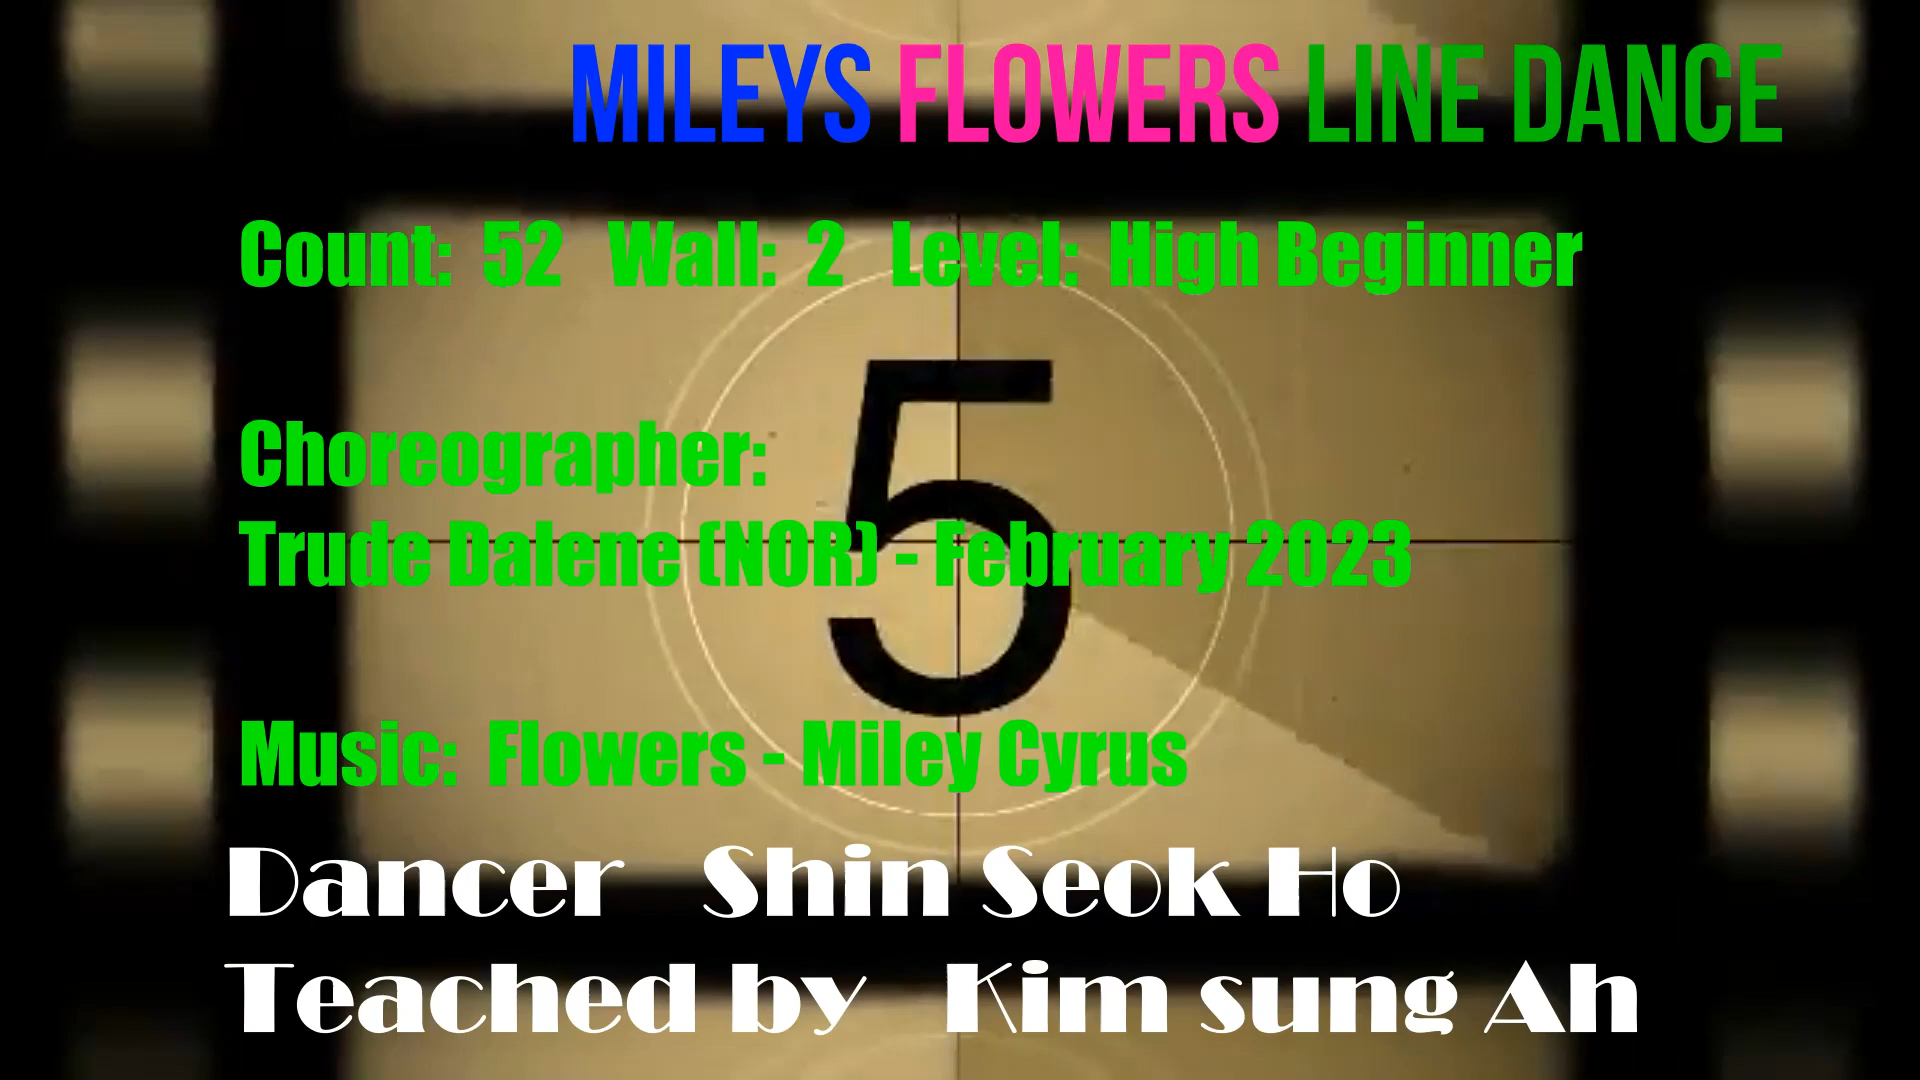 MILEYS FLOWERS LINE DANCE
Count: 52 Wall: 2 Level: High Beginner
5
Choreographer:
Trude Dalene (NOR) - February 2023
Music: Flowers - Miley Cyrus
Dancer Shin Seok Ho
Teached by Kim sung Ah